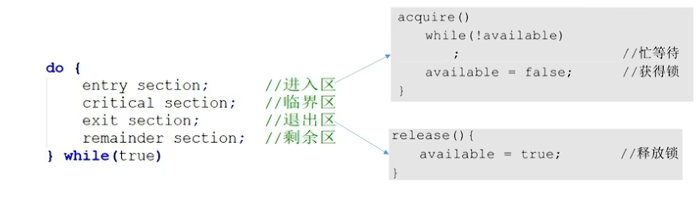 do {
entry section; //进入区
critical section; //临界区
exit section; //退出区
remainder section; //剩余区
} while(true)
acquire()
while(!available)
; //忙等待
available = false; //获得锁
}
release(){
available = true; //释放锁
}